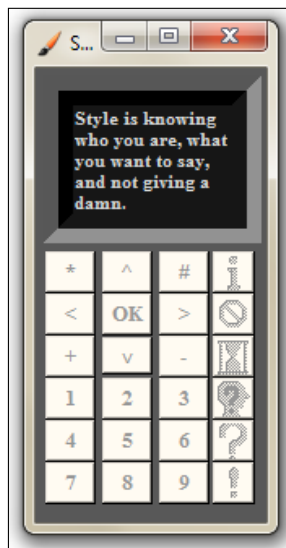 S...
Style is knowing
who you are, what
you want to say,
and not giving a
damn.
* ^ #
< OK >
+ v -
1 2 3
4 5 6
7 8 9